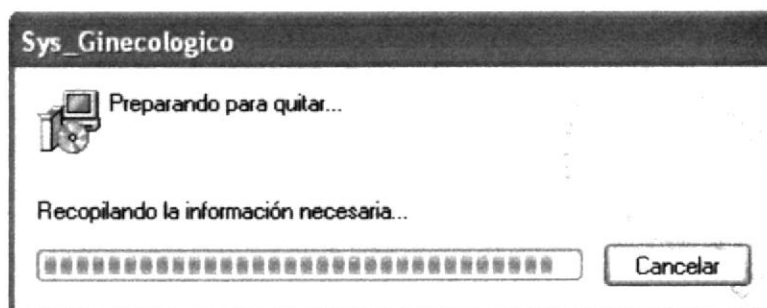 Sys_Ginecologico
Preparando para quitar...
Recopilando la información necesaria...
Cancelar